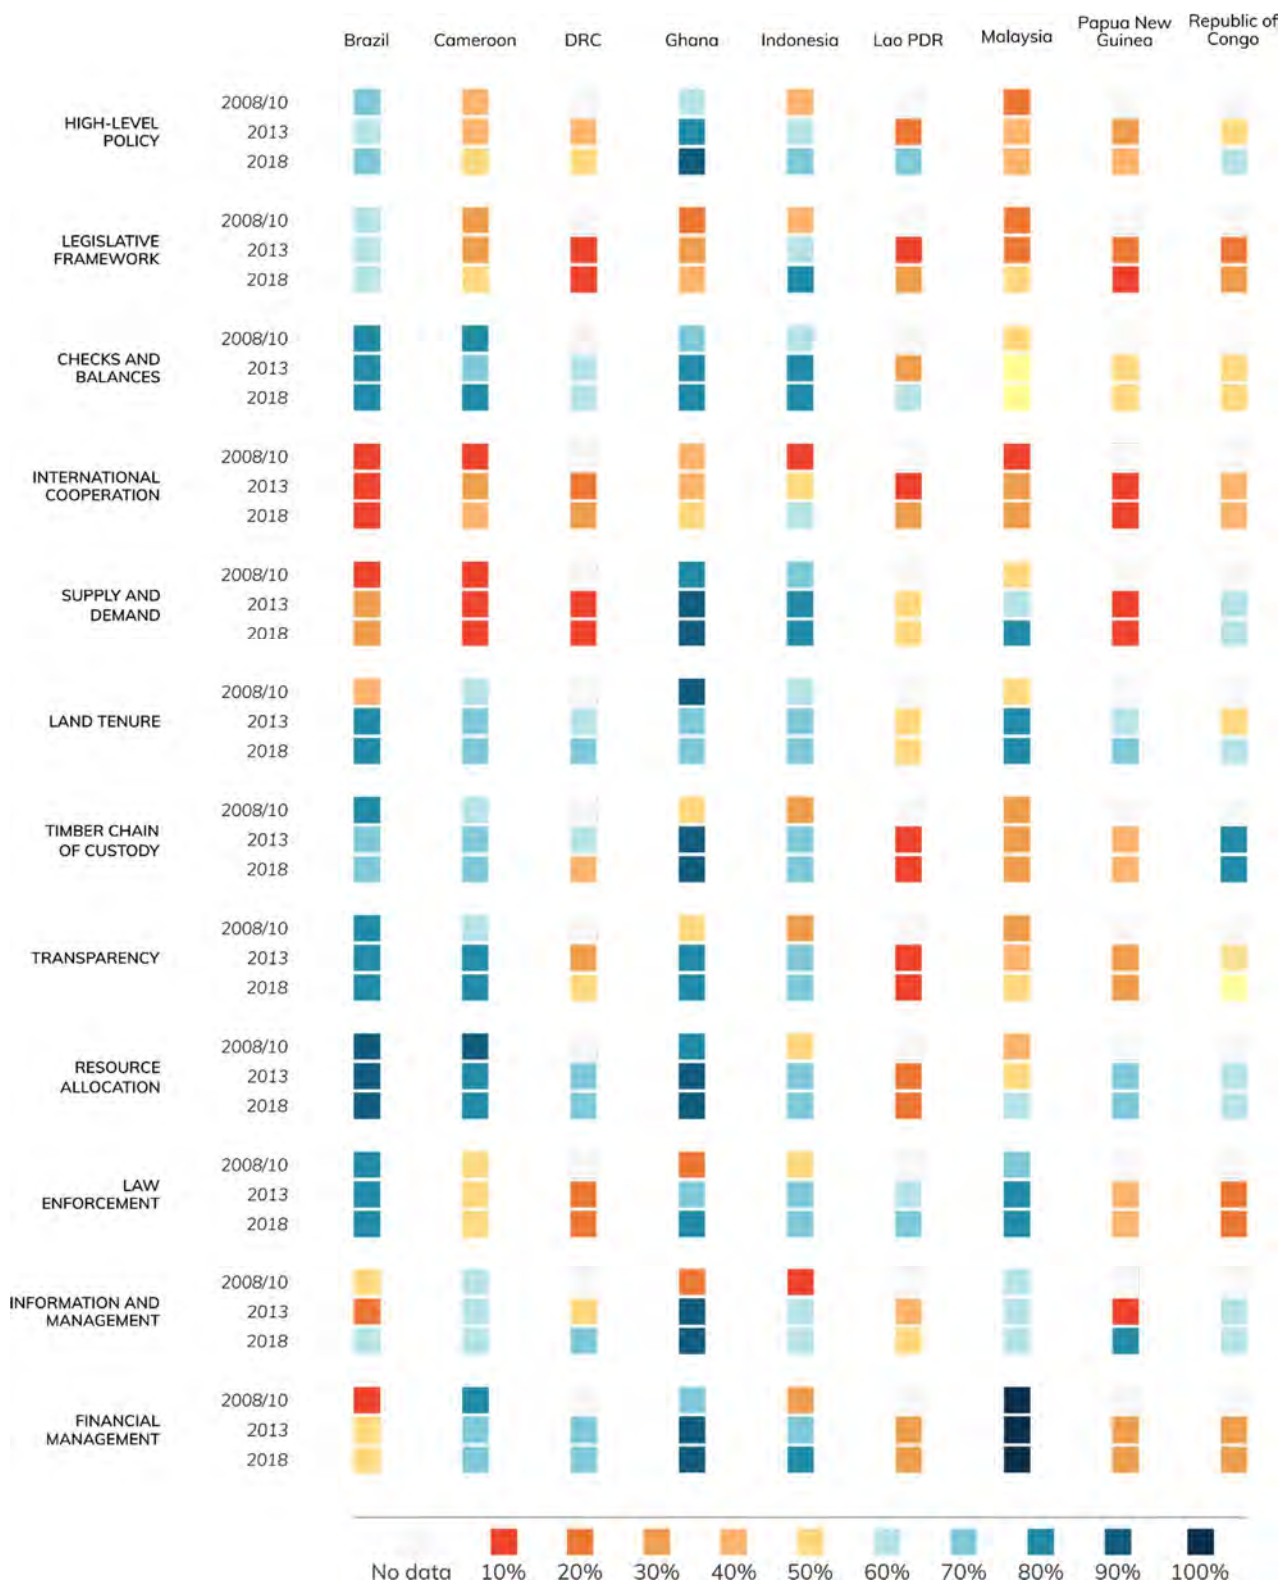 Brazil Cameroon DRC Ghana Indonesia Lao PDR Malaysia Papua New Guinea Republic of Congo
HIGH-LEVEL
POLICY
2008/10
2013
2018
LEGISLATIVE
FRAMEWORK
2008/10
2013
2018
CHECKS AND
BALANCES
2008/10
2013
2018
INTERNATIONAL
COOPERATION
2008/10
2013
2018
SUPPLY AND
DEMAND
2008/10
2013
2018
LAND TENURE
2008/10
2013
2018
TIMBER CHAIN
OF CUSTODY
2008/10
2013
2018
TRANSPARENCY
2008/10
2013
2018
RESOURCE
ALLOCATION
2008/10
2013
2018
LAW
ENFORCEMENT
2008/10
2013
2018
INFORMATION AND
MANAGEMENT
2008/10
2013
2018
FINANCIAL
MANAGEMENT
2008/10
2013
2018
No data 10% 20% 30% 40% 50% 60% 70% 80% 90% 100%